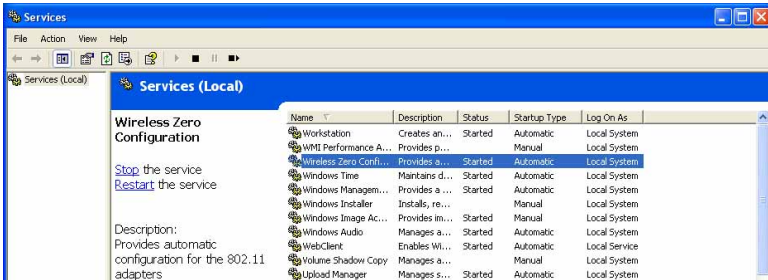 Services
File Action View Help
Services (Local)
Services (Local)
Wireless Zero
Configuration
Stop the service
Restart the service
Description:
Provides automatic
configuration for the 802.11
adapters
Name Description Status Startup Type Log On As
Workstation Creates an... Started Automatic Local System
WMI Performance A... Provides p... Manual Local System
Wireless Zero Confi... Provides a... Started Automatic Local System
Windows Time Maintains d... Started Automatic Local System
Windows Managem... Provides a ... Started Automatic Local System
Windows Installer Installs, re... Manual Local System
Windows Image Ac... Provides im... Started Manual Local System
Windows Audio Manages a... Started Automatic Local System
WebClient Enables Wi... Started Automatic Local Service
Volume Shadow Copy Manages a... Manual Local System
Upload Manager Manages s... Started Automatic Local System